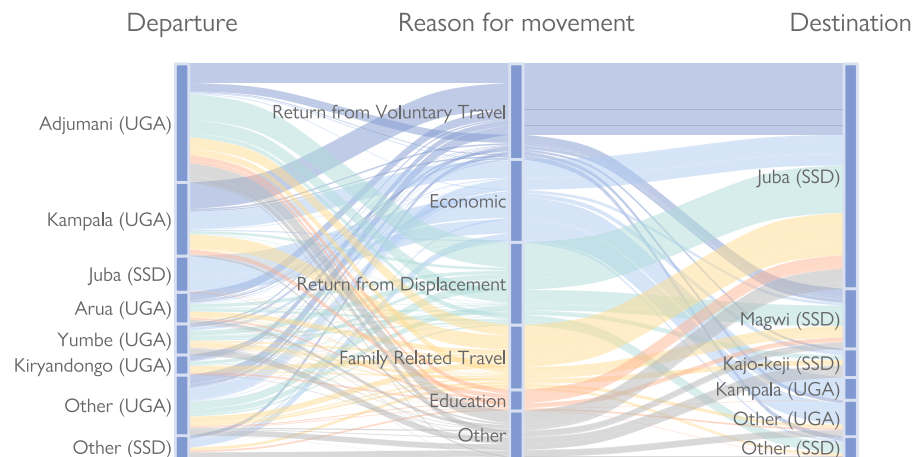 Departure
Reason for movement
Destination
Adjumani (UGA)
Kampala (UGA)
Juba (SSD)
Arua (UGA)
Yumbe (UGA)
Kiryandongo (UGA)
Other (UGA)
Other (SSD)
Return from Voluntary Travel
Economic
Return from Displacement
Family Related Travel
Education
Other
Juba (SSD)
Magwi (SSD)
Kajo-keji (SSD)
Kampala (UGA)
Other (UGA)
Other (SSD)